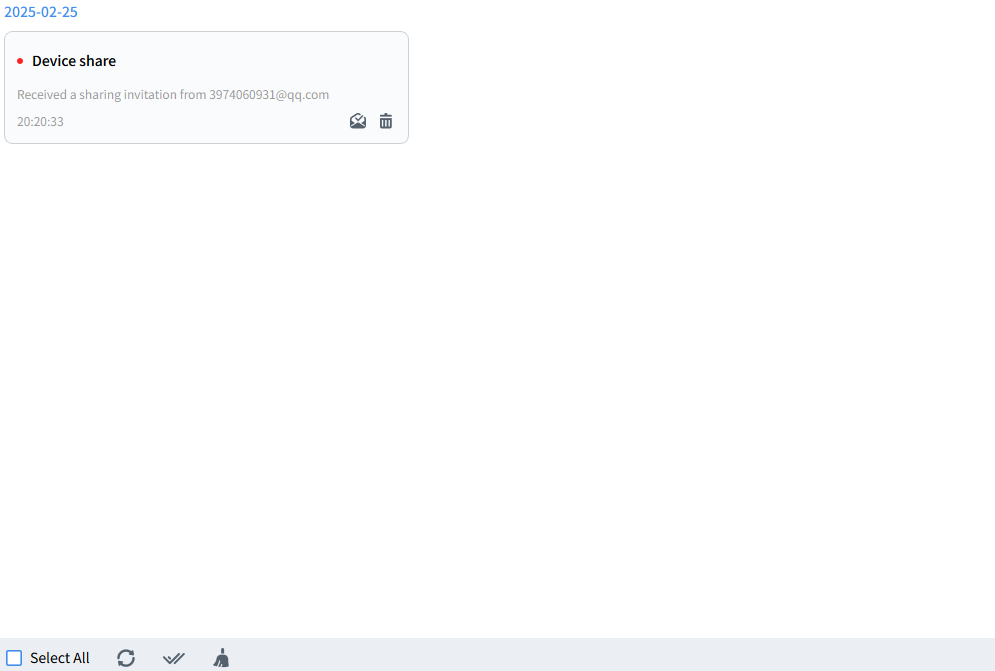 2025-02-25
Device share
Received a sharing invitation from 3974060931@qq.com
20:20:33
Select All